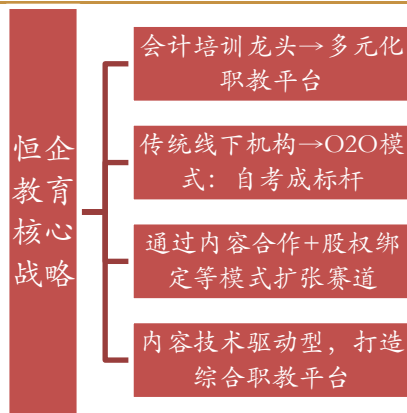 恒企
教育
核心
战略
会计培训龙头→多元化
职教平台
传统线下机构→O2O模
式：自考成标杆
通过内容合作+股权绑
定等模式扩张赛道
内容技术驱动型，打造
综合职教平台